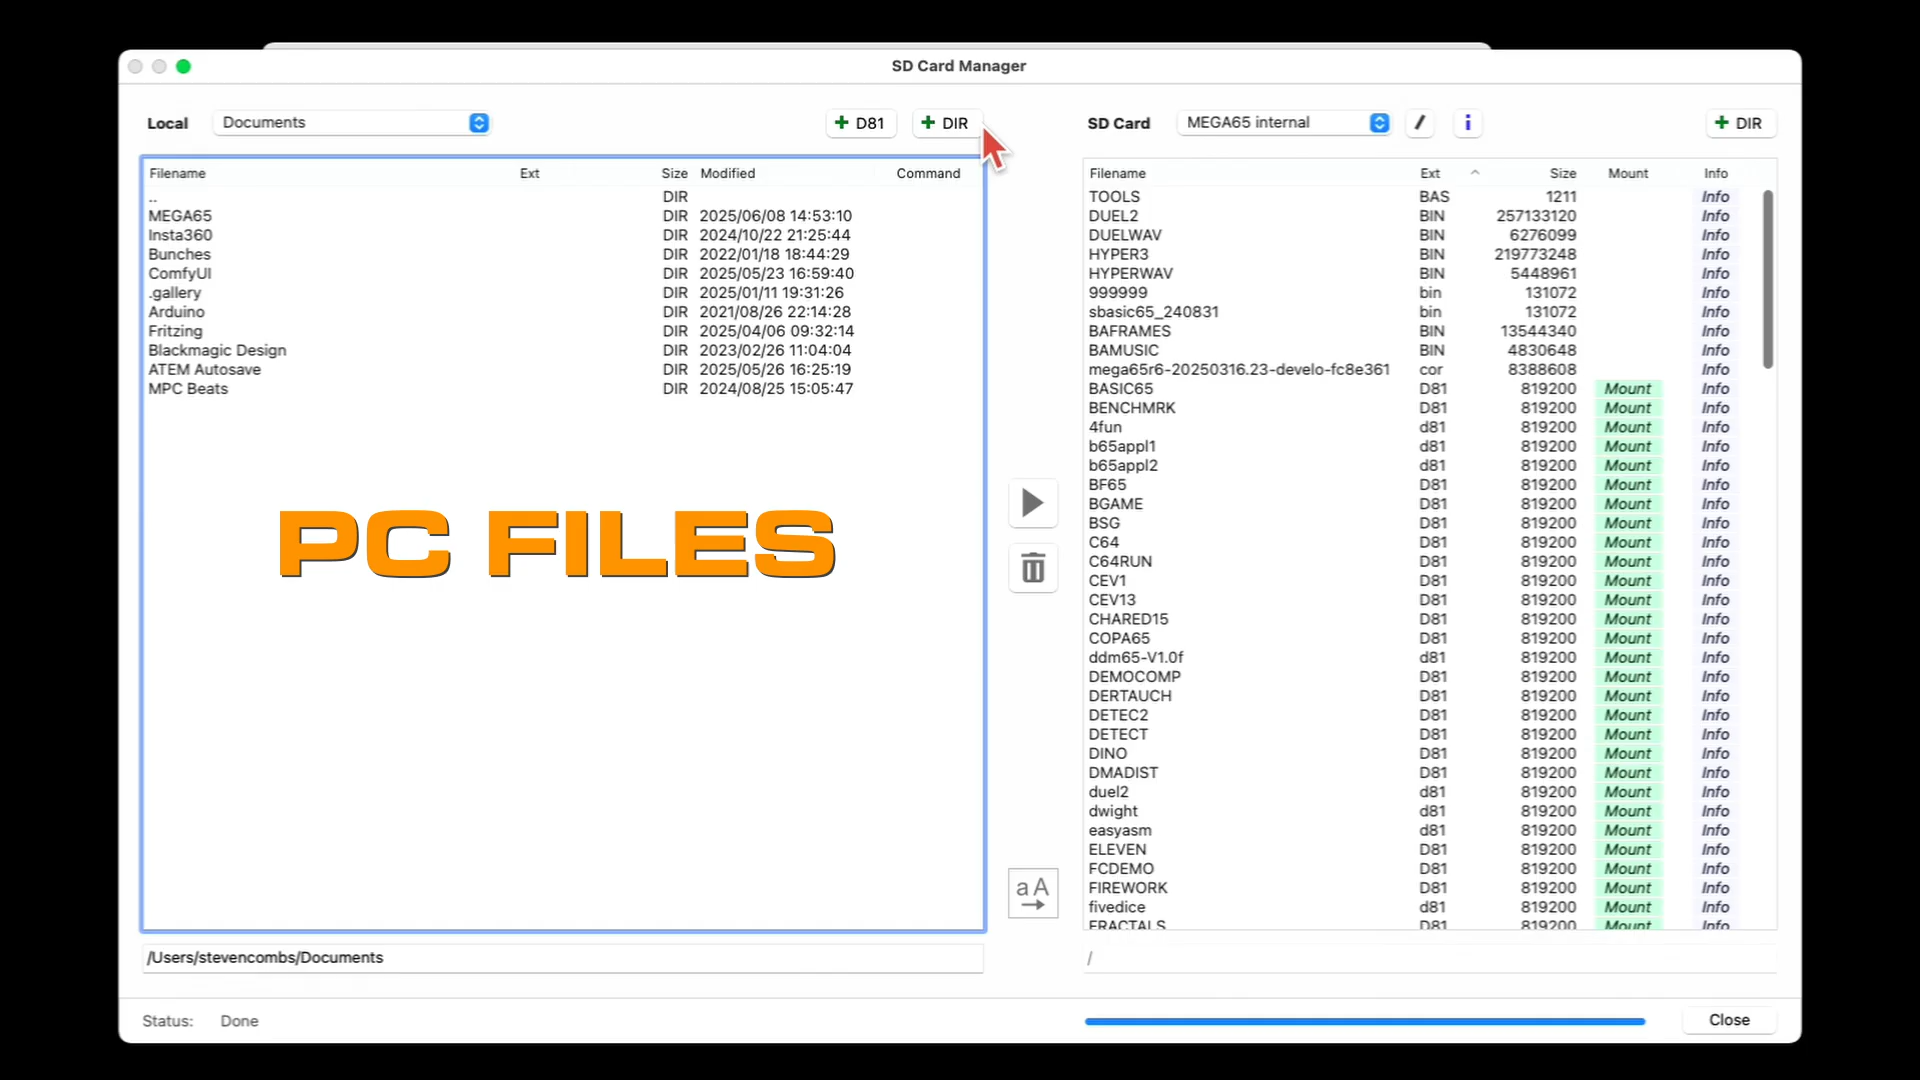 SD Card Manager
Local Documents + D81 + DIR SD Card MEGA65 internal / i + DIR
Filename Ext Size Modified Command
.. DIR
MEGA65 DIR 2025/06/08 14:53:10
Insta360 DIR 2024/10/22 21:25:44
Bunches DIR 2022/01/18 18:44:29
ComfyUI DIR 2025/05/23 16:59:40
.gallery DIR 2025/01/11 19:31:26
Arduino DIR 2021/08/26 22:14:28
Fritzing DIR 2025/04/06 09:32:14
Blackmagic Design DIR 2023/02/26 11:04:04
ATEM Autosave DIR 2025/05/26 16:25:19
MPC Beats DIR 2024/08/25 15:05:47
PC FILES
/Users/stevencombs/Documents
aA
Filename Ext Size Mount Info
TOOLS BAS 1211 Info
DUEL2 BIN 257133120 Info
DUELWAV BIN 6276099 Info
HYPER3 BIN 219773248 Info
HYPERWAV BIN 5448961 Info
999999 bin 131072 Info
sbasic65_240831 bin 131072 Info
BAFRAMES BIN 13544340 Info
BAMUSIC BIN 4830648 Info
mega65r6-20250316.23-develo-fc8e361 cor 8388608 Info
BASIC65 D81 819200 Mount Info
BENCHMRK D81 819200 Mount Info
4fun d81 819200 Mount Info
b65appl1 d81 819200 Mount Info
b65appl2 d81 819200 Mount Info
BF65 D81 819200 Mount Info
BGAME D81 819200 Mount Info
BSG D81 819200 Mount Info
C64 D81 819200 Mount Info
C64RUN D81 819200 Mount Info
CEV1 D81 819200 Mount Info
CEV13 D81 819200 Mount Info
CHARED15 D81 819200 Mount Info
COPA65 D81 819200 Mount Info
ddm65-V1.0f d81 819200 Mount Info
DEMOCOMP D81 819200 Mount Info
DERTAUCH D81 819200 Mount Info
DETEC2 D81 819200 Mount Info
DETECT D81 819200 Mount Info
DINO D81 819200 Mount Info
DMADIST D81 819200 Mount Info
duel2 d81 819200 Mount Info
dwight d81 819200 Mount Info
easyasm d81 819200 Mount Info
ELEVEN D81 819200 Mount Info
FCDEMO D81 819200 Mount Info
FIREWORK D81 819200 Mount Info
fivedice d81 819200 Mount Info
FRACTALS D81 819200 Mount Info
/
Status: Done Close